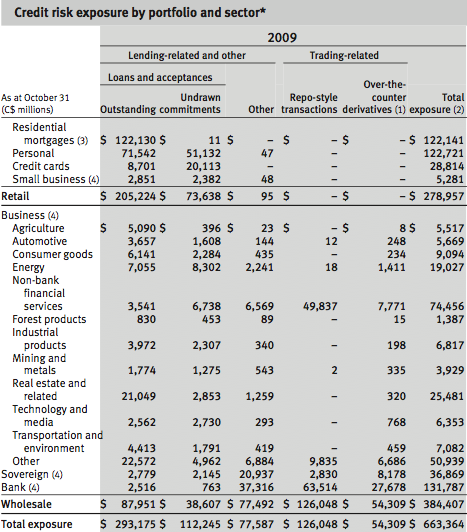 Credit risk exposure by portfolio and sector*
2009
Lending-related and other Trading-related
Loans and acceptances
Over-the-
As at October 31 Undrawn Repo-style counter Total
(C$ millions) Outstanding commitments Other transactions derivatives (1) exposure (2)
Residential
mortgages (3) $ 122,130 $ 11 $ – $ – $ – $ 122,141
Personal 71,542 51,132 47 – – 122,721
Credit cards 8,701 20,113 – – – 28,814
Small business (4) 2,851 2,382 48 – – 5,281
Retail $ 205,224 $ 73,638 $ 95 $ – $ – $ 278,957
Business (4)
Agriculture $ 5,090 $ 396 $ 23 $ – $ 8 $ 5,517
Automotive 3,657 1,608 144 12 248 5,669
Consumer goods 6,141 2,284 435 – 234 9,094
Energy 7,055 8,302 2,241 18 1,411 19,027
Non-bank
financial
services 3,541 6,738 6,569 49,837 7,771 74,456
Forest products 830 453 89 – 15 1,387
Industrial
products 3,972 2,307 340 – 198 6,817
Mining and
metals 1,774 1,275 543 2 335 3,929
Real estate and
related 21,049 2,853 1,259 – 320 25,481
Technology and
media 2,562 2,730 293 – 768 6,353
Transportation and
environment 4,413 1,791 419 – 459 7,082
Other 22,572 4,962 6,884 9,835 6,686 50,939
Sovereign (4) 2,779 2,145 20,937 2,830 8,178 36,869
Bank (4) 2,516 763 37,316 63,514 27,678 131,787
Wholesale $ 87,951 $ 38,607 $ 77,492 $ 126,048 $ 54,309 $ 384,407
Total exposure $ 293,175 $ 112,245 $ 77,587 $ 126,048 $ 54,309 $ 663,364